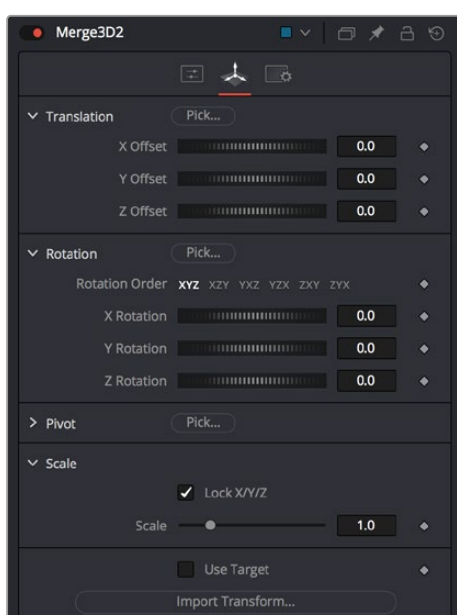 Merge3D2
Translation Pick...
X Offset 0.0
Y Offset 0.0
Z Offset 0.0
Rotation Pick...
Rotation Order XYZ XZY YXZ YZX ZXY ZYX
X Rotation 0.0
Y Rotation 0.0
Z Rotation 0.0
Pivot Pick...
Scale
Lock X/Y/Z
Scale 1.0
Use Target
Import Transform...